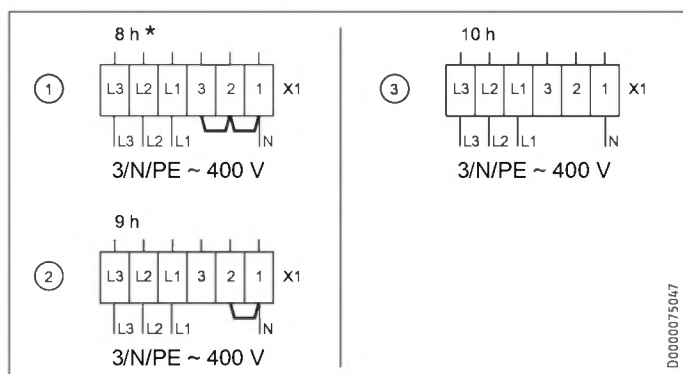 8 h *
1
L3 L2 L1 3 2 1 X1
L3 L2 L1 N
3/N/PE ~ 400 V
9 h
2
L3 L2 L1 3 2 1 X1
L3 L2 L1 N
3/N/PE ~ 400 V
10 h
3
L3 L2 L1 3 2 1 X1
L3 L2 L1 N
3/N/PE ~ 400 V
D0000075047